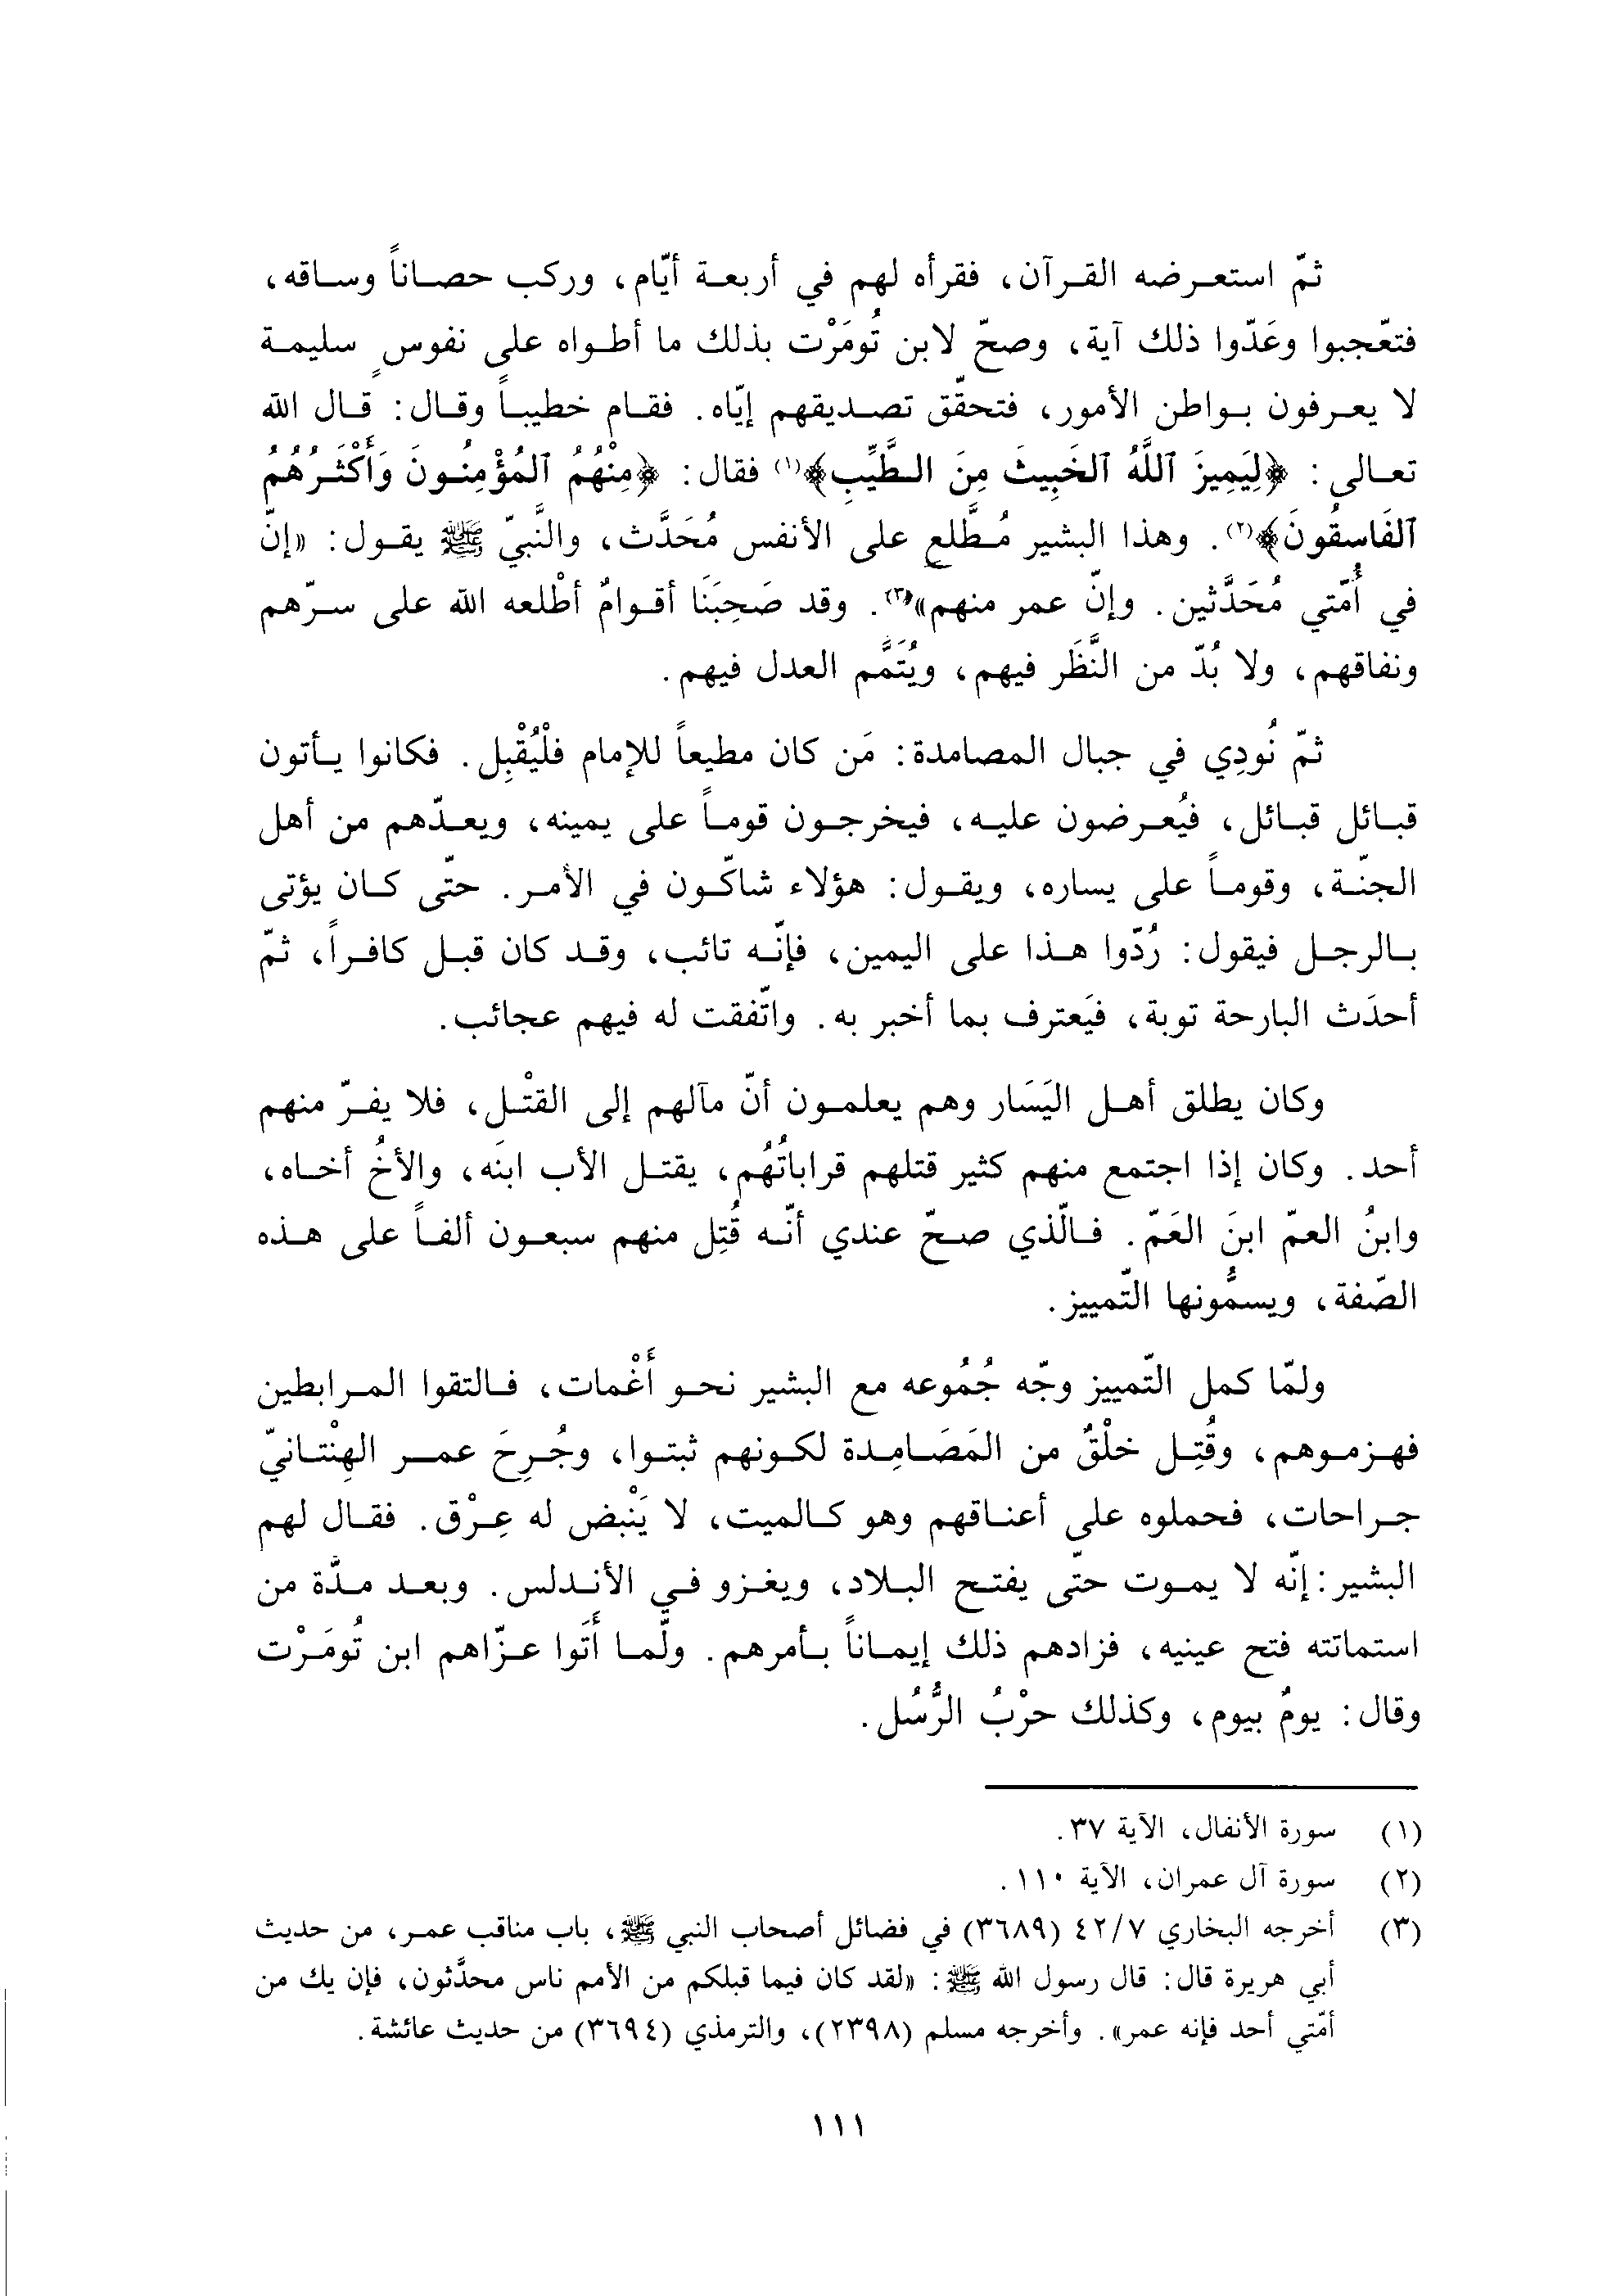 ثمّ استعرضه القرآن، فقرأه لهم في أربعة أيّام، وركب حصاناً وساقه،
فتعّجبوا وعَدّوا ذلك آية، وصحّ لابن تُومَرْت بذلك ما أطواه على نفوسٍ سليمة
لا يعرفون بواطن الأمور، فتحقّق تصديقهم إيّاه. فقام خطيباً وقال: قال الله
تعالى: ﴿لِيَمِيزَ ٱللَّهُ ٱلخَبِيثَ مِنَ الطَّيِّبِ﴾(١) فقال: ﴿مِنْهُمُ ٱلمُؤْمِنُونَ وَأَكْثَرُهُمُ
ٱلفَاسقُونَ﴾(٢). وهذا البشير مُطَّلع على الأنفس مُحَدَّث، والنَّبيّ ﷺ يقول: «إنّ
في أُمّتي مُحَدَّثين. وإنّ عمر منهم»(٣). وقد صَحِبَنَا أقوامٌ أطْلعه الله على سرّهم
ونفاقهم، ولا بُدّ من النَّظَر فيهم، ويُتَمَّم العدل فيهم.
ثمّ نُودِي في جبال المصامدة: مَن كان مطيعاً للإمام فلْيُقْبِل. فكانوا يأتون
قبائل قبائل، فيُعرضون عليه، فيخرجون قوماً على يمينه، ويعدّهم من أهل
الجنّة، وقوماً على يساره، ويقول: هؤلاء شاكّون في الأمر. حتّى كان يؤتى
بالرجل فيقول: رُدّوا هذا على اليمين، فإنّه تائب، وقد كان قبل كافراً، ثمّ
أحدَث البارحة توبة، فيَعترف بما أخبر به. واتّفقت له فيهم عجائب.
وكان يطلق أهل اليَسَار وهم يعلمون أنّ مآلهم إلى القتْل، فلا يفرّ منهم
أحد. وكان إذا اجتمع منهم كثير قتلهم قراباتُهُم، يقتل الأب ابنَه، والأخُ أخاه،
وابنُ العمّ ابنَ العَمّ. فالّذي صحّ عندي أنّه قُتِل منهم سبعون ألفاً على هذه
الصّفة، ويسمُّونها التّمييز.
ولمّا كمل التّمييز وجّه جُمُوعه مع البشير نحو أَغْمات، فالتقوا المرابطين
فهزموهم، وقُتِل خلْقٌ من المَصَامِدة لكونهم ثبتوا، وجُرِحَ عمر الهِنْتانيّ
جراحات، فحملوه على أعناقهم وهو كالميت، لا يَنْبض له عِرْق. فقال لهم
البشير: إنّه لا يموت حتّى يفتح البلاد، ويغزو في الأندلس. وبعد مدّة من
استماتته فتح عينيه، فزادهم ذلك إيماناً بأمرهم. ولّما أَتَوا عزّاهم ابن تُومَرْت
وقال: يومٌ بيوم، وكذلك حرْبُ الرُّسُل.
(١) سورة الأنفال، الآية ٣٧.
(٢) سورة آل عمران، الآية ١١٠.
(٣) أخرجه البخاري ٤٢/٧ (٣٦٨٩) في فضائل أصحاب النبي ﷺ، باب مناقب عمر، من حديث
أبي هريرة قال: قال رسول الله ﷺ: «لقد كان فيما قبلكم من الأمم ناس محدَّثون، فإن يك من
أمّتي أحد فإنه عمر». وأخرجه مسلم (٢٣٩٨)، والترمذي (٣٦٩٤) من حديث عائشة.
١١١